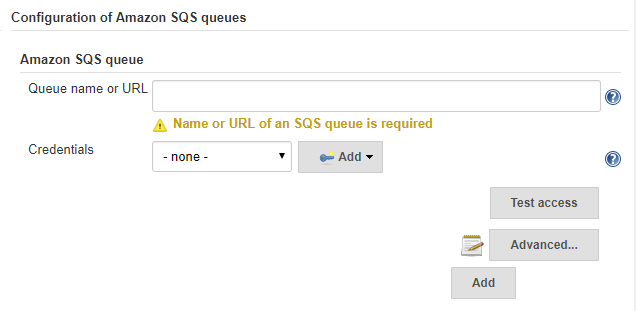 Configuration of Amazon SQS queues
Amazon SQS queue
Queue name or URL
Name or URL of an SQS queue is required
Credentials
- none -
Add
Test access
Advanced...
Add